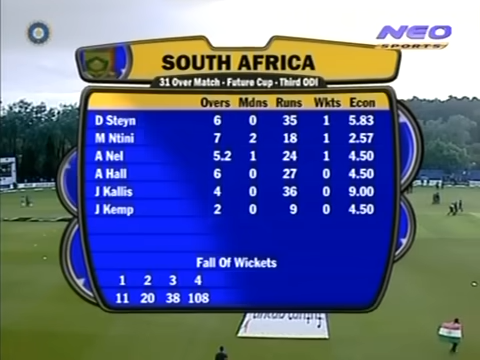 NEO
SPORTS
SOUTH AFRICA
31 Over Match - Future Cup - Third ODI
Overs Mdns Runs Wkts Econ
D Steyn 6 0 35 1 5.83
M Ntini 7 2 18 1 2.57
A Nel 5.2 1 24 1 4.50
A Hall 6 0 27 0 4.50
J Kallis 4 0 36 0 9.00
J Kemp 2 0 9 0 4.50
Fall Of Wickets
1 2 3 4
11 20 38 108